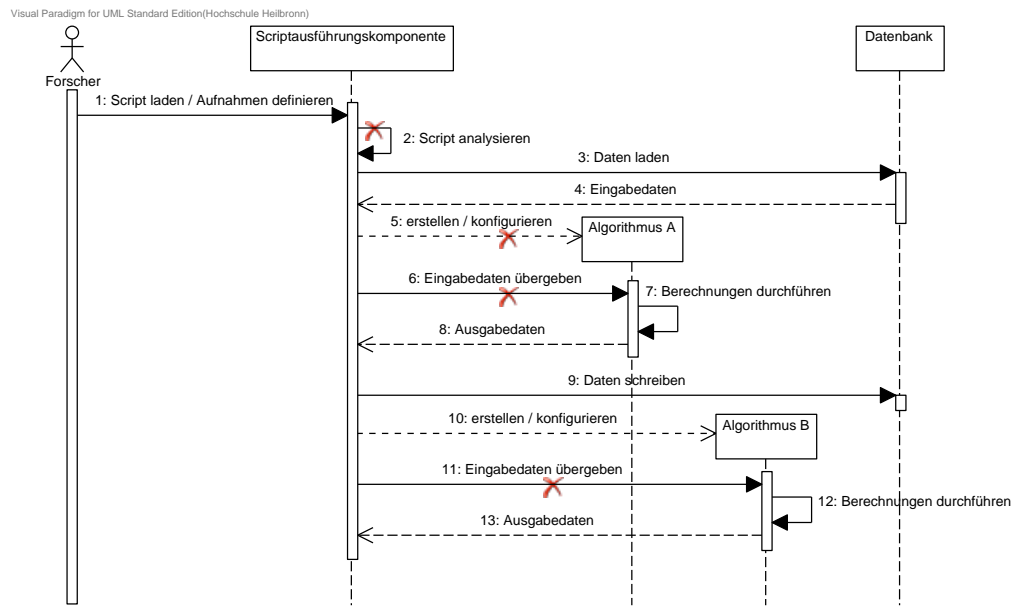 Visual Paradigm for UML Standard Edition(Hochschule Heilbronn)
Scriptausführungskomponente
Datenbank
Forscher
1: Script laden / Aufnahmen definieren
2: Script analysieren
3: Daten laden
4: Eingabedaten
5: erstellen / konfigurieren
Algorithmus A
6: Eingabedaten übergeben
7: Berechnungen durchführen
8: Ausgabedaten
9: Daten schreiben
10: erstellen / konfigurieren
Algorithmus B
11: Eingabedaten übergeben
12: Berechnungen durchführen
13: Ausgabedaten